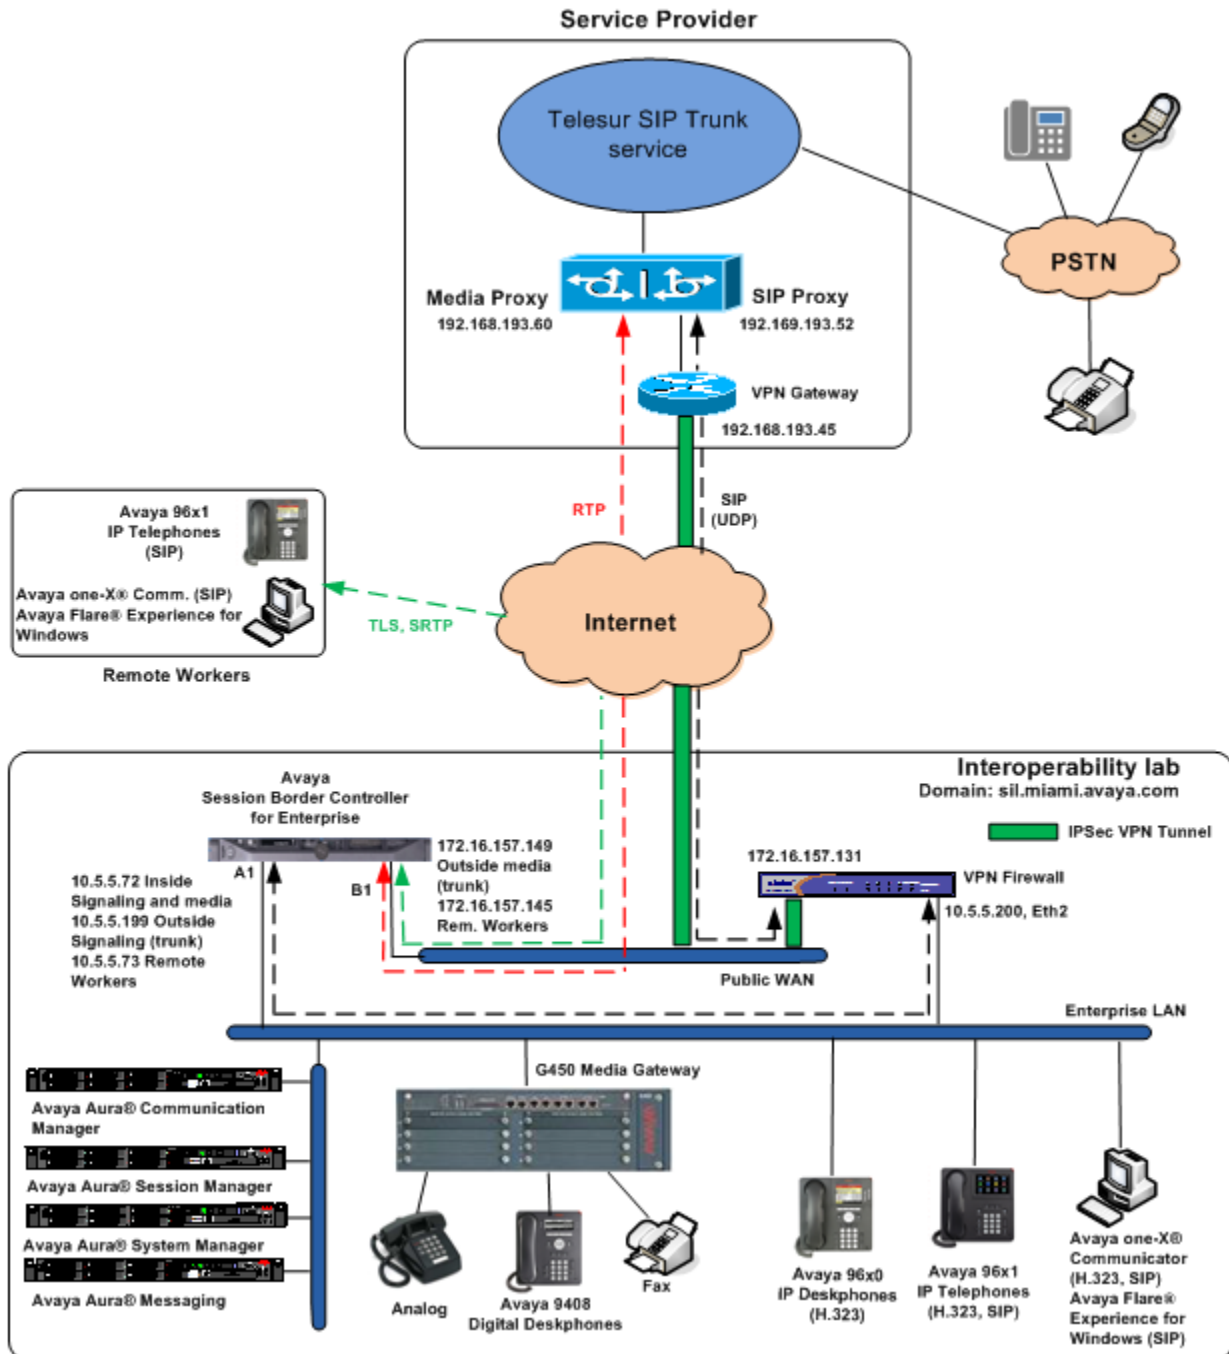 Service Provider
Telesur SIP Trunk
service
PSTN
Media Proxy
192.168.193.60
SIP Proxy
192.169.193.52
VPN Gateway
192.168.193.45
RTP
SIP
(UDP)
Avaya 96x1
IP Telephones
(SIP)
Avaya one-X® Comm. (SIP)
Avaya Flare® Experience for
Windows
TLS, SRTP
Remote Workers
Internet
Interoperability lab
Domain: sil.miami.avaya.com
IPSec VPN Tunnel
Avaya
Session Border Controller
for Enterprise
A1
B1
172.16.157.149
Outside media
(trunk)
172.16.157.145
Rem. Workers
10.5.5.72 Inside
Signaling and media
10.5.5.199 Outside
Signaling (trunk)
10.5.5.73 Remote
Workers
172.16.157.131
VPN Firewall
10.5.5.200, Eth2
Public WAN
Enterprise LAN
G450 Media Gateway
Avaya Aura® Communication
Manager
Avaya Aura® Session Manager
Avaya Aura® System Manager
Avaya Aura® Messaging
Analog
Avaya 9408
Digital Deskphones
Fax
Avaya 96x0
IP Deskphones
(H.323)
Avaya 96x1
IP Telephones
(H.323, SIP)
Avaya one-X®
Communicator
(H.323, SIP)
Avaya Flare®
Experience for
Windows (SIP)